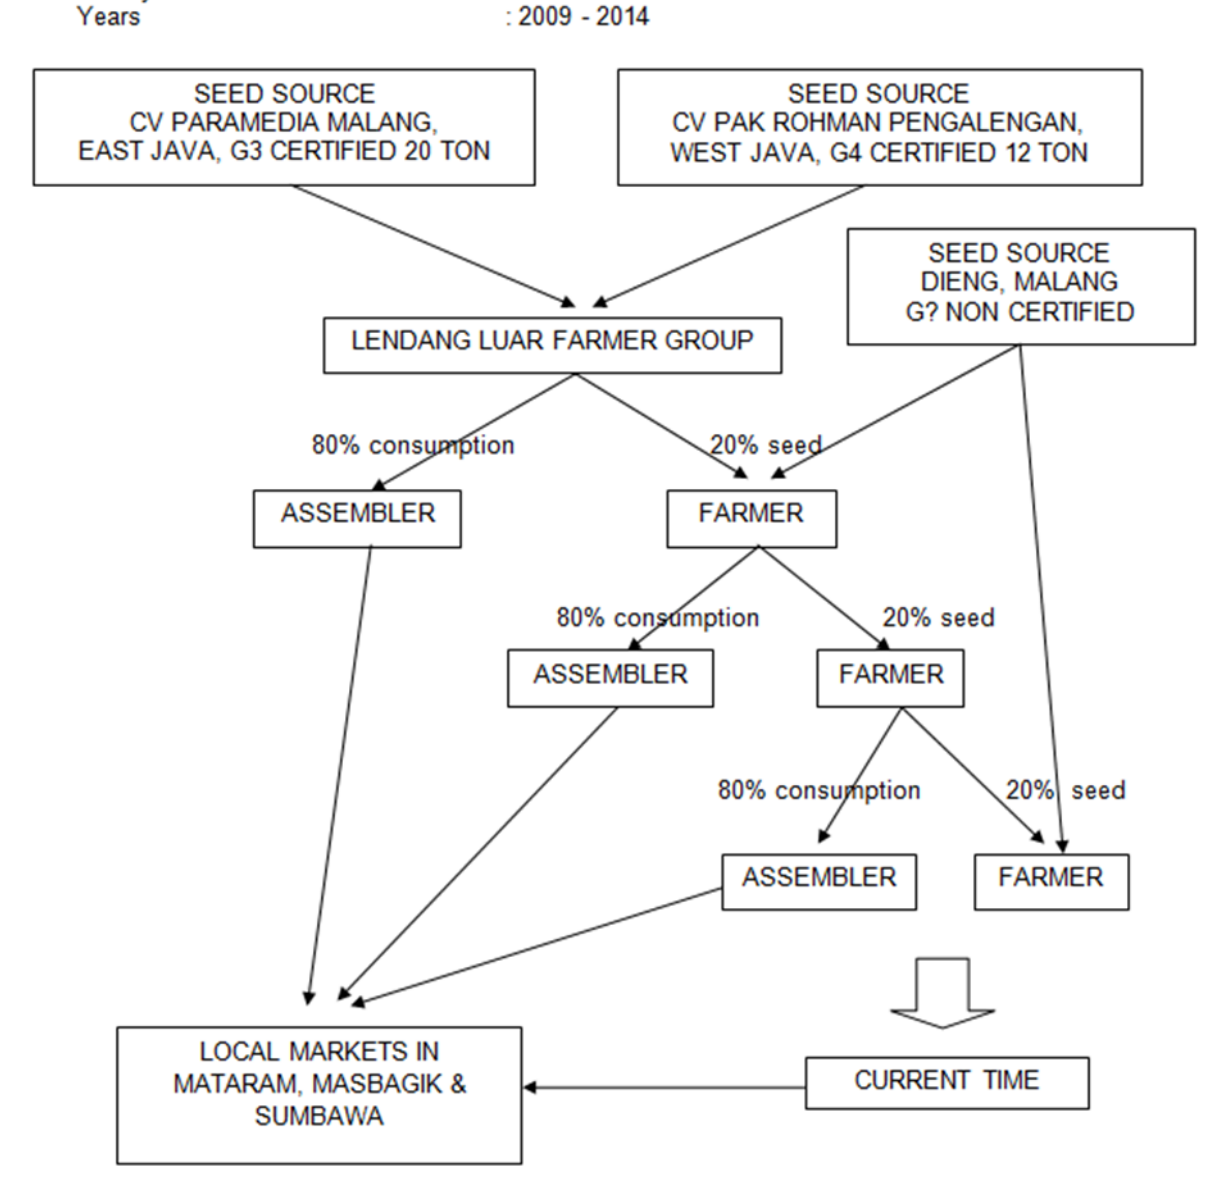 Years : 2009 - 2014
SEED SOURCE
CV PARAMEDIA MALANG,
EAST JAVA, G3 CERTIFIED 20 TON
SEED SOURCE
CV PAK ROHMAN PENGALENGAN,
WEST JAVA, G4 CERTIFIED 12 TON
SEED SOURCE
DIENG, MALANG
G? NON CERTIFIED
LENDANG LUAR FARMER GROUP
80% consumption
20% seed
ASSEMBLER
FARMER
80% consumption
20% seed
ASSEMBLER
FARMER
80% consumption
20% seed
ASSEMBLER
FARMER
LOCAL MARKETS IN
MATARAM, MASBAGIK &
SUMBAWA
CURRENT TIME